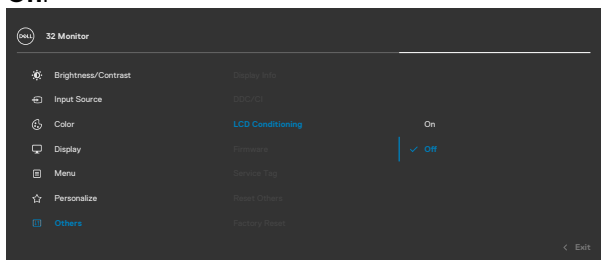 On.
DELL
32 Monitor
Brightness/Contrast
Display Info
Input Source
DDC/CI
Color
LCD Conditioning
On
Display
Firmware
Off
Menu
Service Tag
Personalize
Reset Others
Others
Factory Reset
Exit